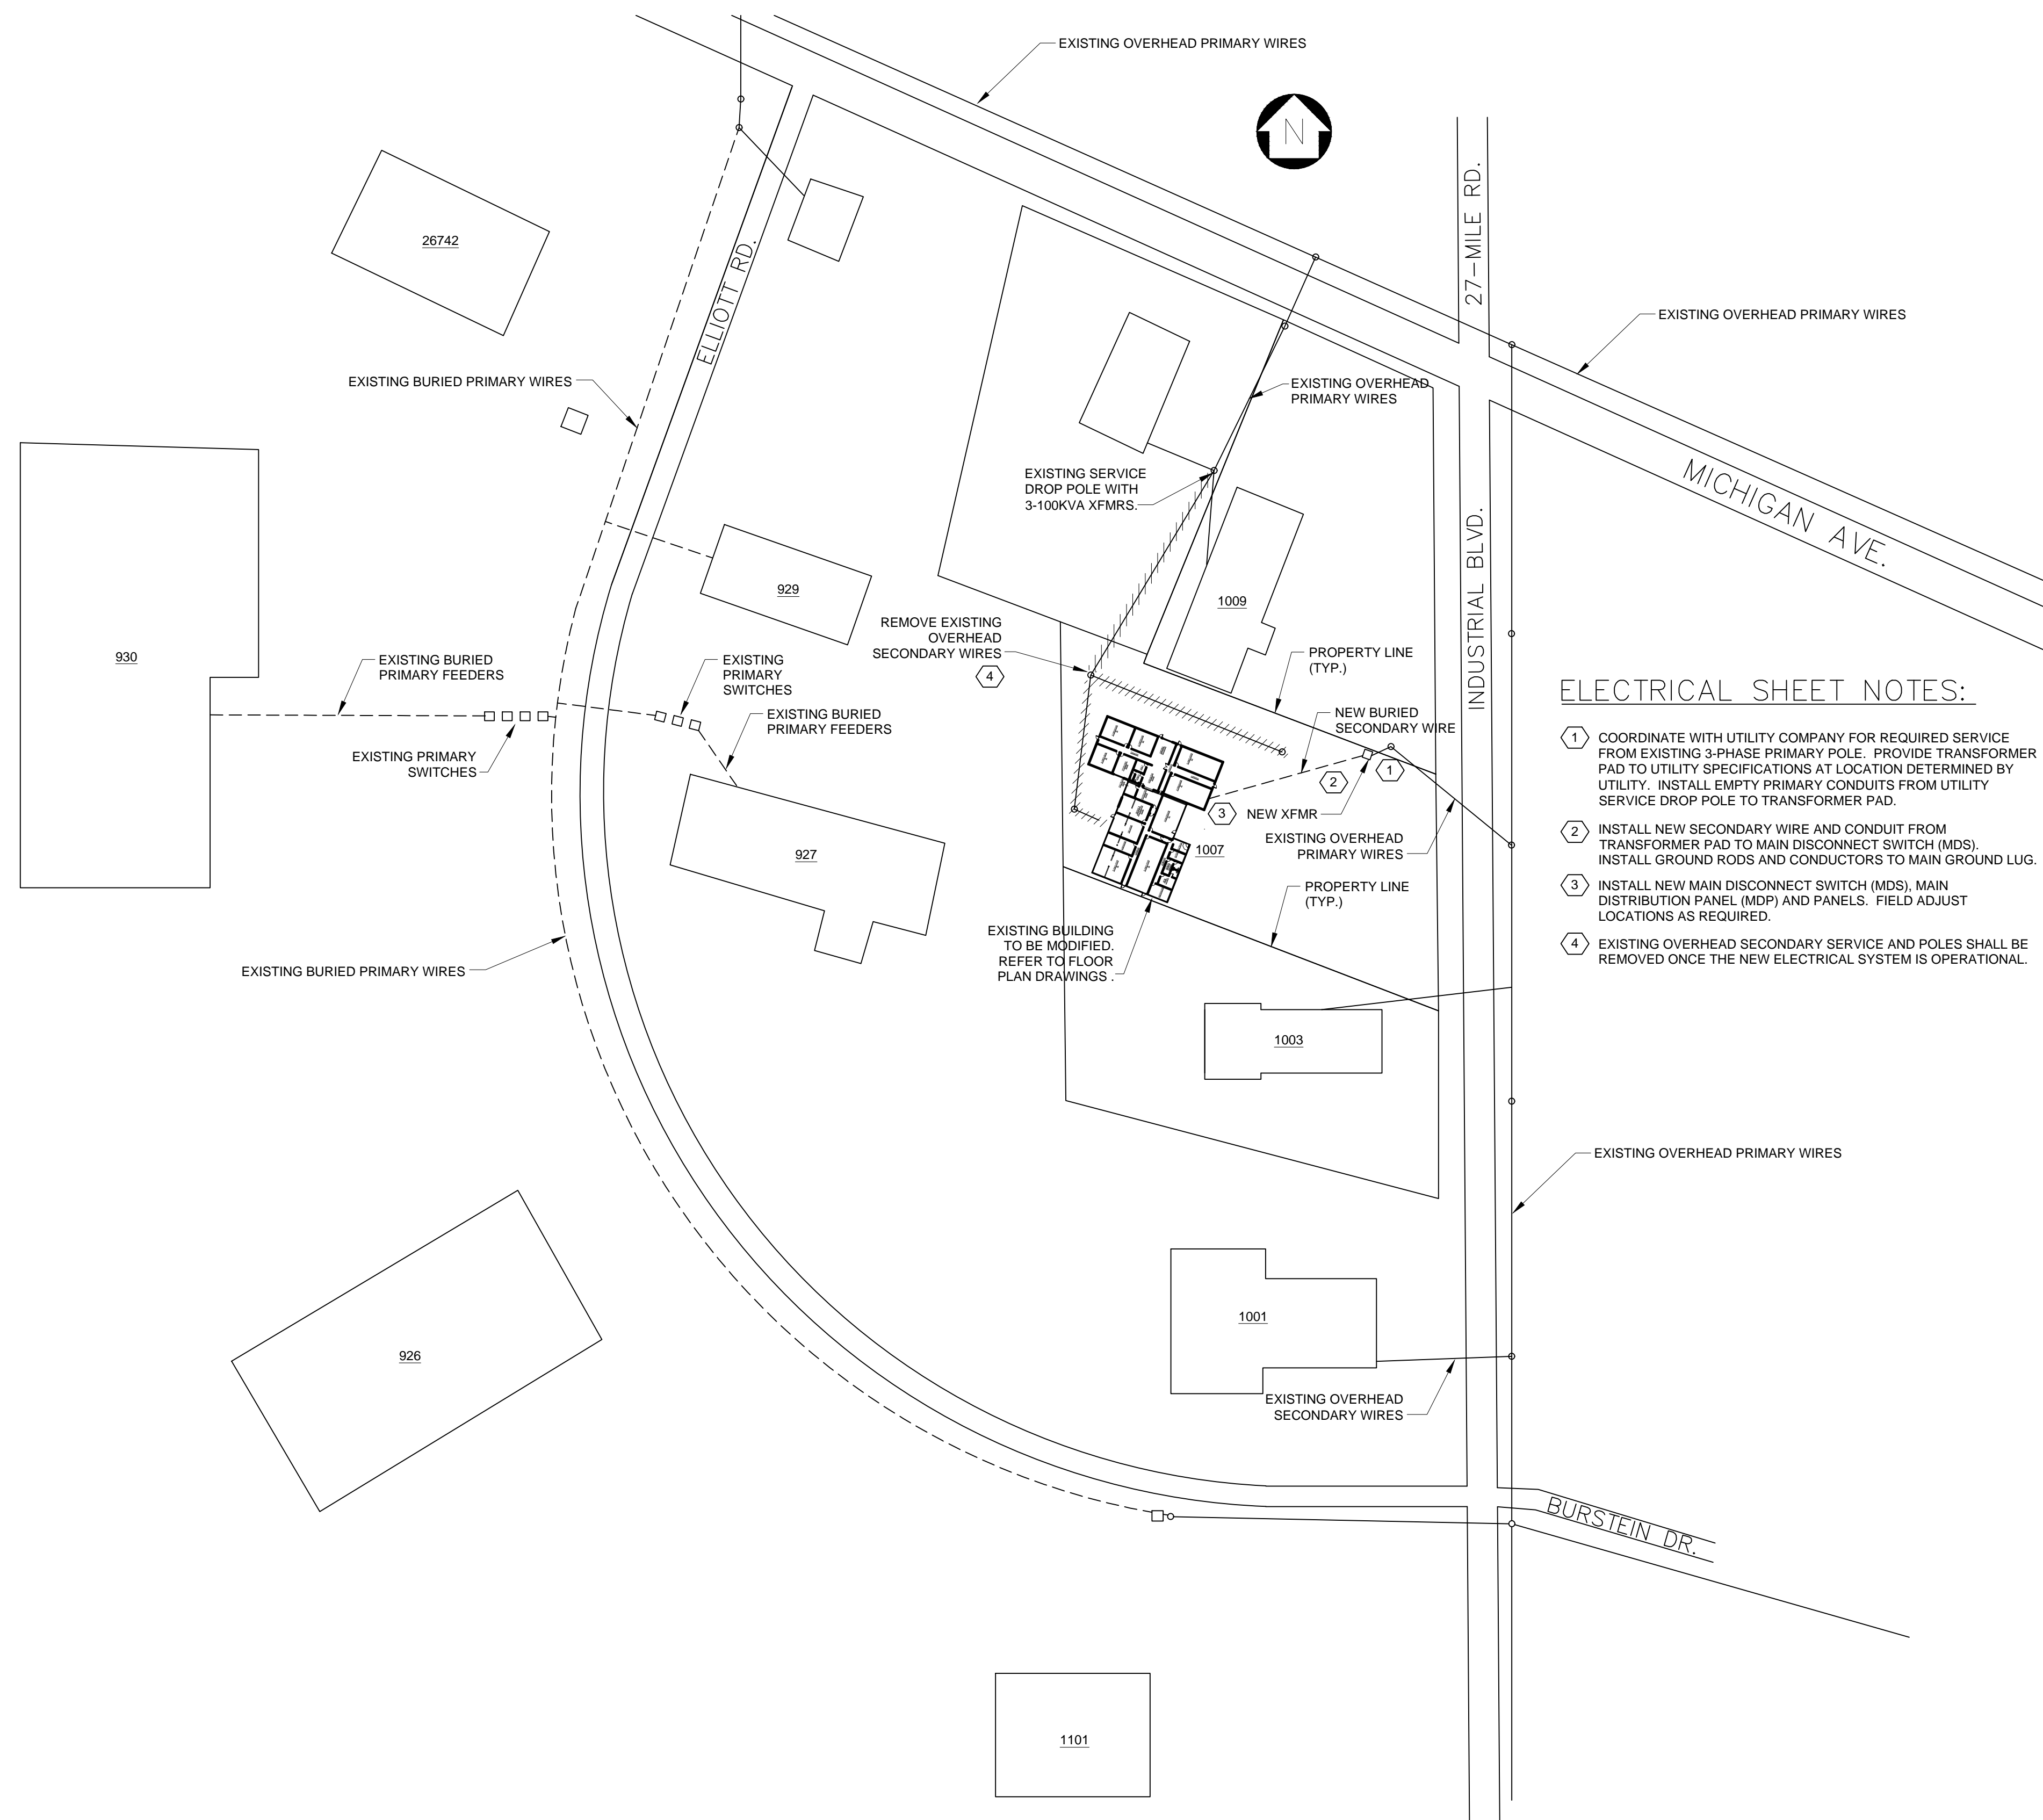 EXISTING OVERHEAD PRIMARY WIRES
N
27-MILE RD.
26742
ELLIOTT RD.
EXISTING OVERHEAD PRIMARY WIRES
EXISTING BURIED PRIMARY WIRES
EXISTING OVERHEAD
PRIMARY WIRES
MICHIGAN AVE.
EXISTING SERVICE
DROP POLE WITH
3-100KVA XFMRS.
INDUSTRIAL BLVD.
929
1009
REMOVE EXISTING
OVERHEAD
SECONDARY WIRES
4
930
EXISTING BURIED
PRIMARY FEEDERS
EXISTING
PRIMARY
SWITCHES
PROPERTY LINE
(TYP.)
EXISTING BURIED
PRIMARY FEEDERS
NEW BURIED
SECONDARY WIRE
EXISTING PRIMARY
SWITCHES
1
2
3
NEW XFMR
EXISTING OVERHEAD
PRIMARY WIRES
1007
927
PROPERTY LINE
(TYP.)
EXISTING BUILDING
TO BE MODIFIED.
REFER TO FLOOR
PLAN DRAWINGS .
EXISTING BURIED PRIMARY WIRES
ELECTRICAL SHEET NOTES:
1 COORDINATE WITH UTILITY COMPANY FOR REQUIRED SERVICE
FROM EXISTING 3-PHASE PRIMARY POLE. PROVIDE TRANSFORMER
PAD TO UTILITY SPECIFICATIONS AT LOCATION DETERMINED BY
UTILITY. INSTALL EMPTY PRIMARY CONDUITS FROM UTILITY
SERVICE DROP POLE TO TRANSFORMER PAD.
2 INSTALL NEW SECONDARY WIRE AND CONDUIT FROM
TRANSFORMER PAD TO MAIN DISCONNECT SWITCH (MDS).
INSTALL GROUND RODS AND CONDUCTORS TO MAIN GROUND LUG.
3 INSTALL NEW MAIN DISCONNECT SWITCH (MDS), MAIN
DISTRIBUTION PANEL (MDP) AND PANELS. FIELD ADJUST
LOCATIONS AS REQUIRED.
4 EXISTING OVERHEAD SECONDARY SERVICE AND POLES SHALL BE
REMOVED ONCE THE NEW ELECTRICAL SYSTEM IS OPERATIONAL.
1003
EXISTING OVERHEAD PRIMARY WIRES
1001
926
EXISTING OVERHEAD
SECONDARY WIRES
BURSTEIN DR.
1101